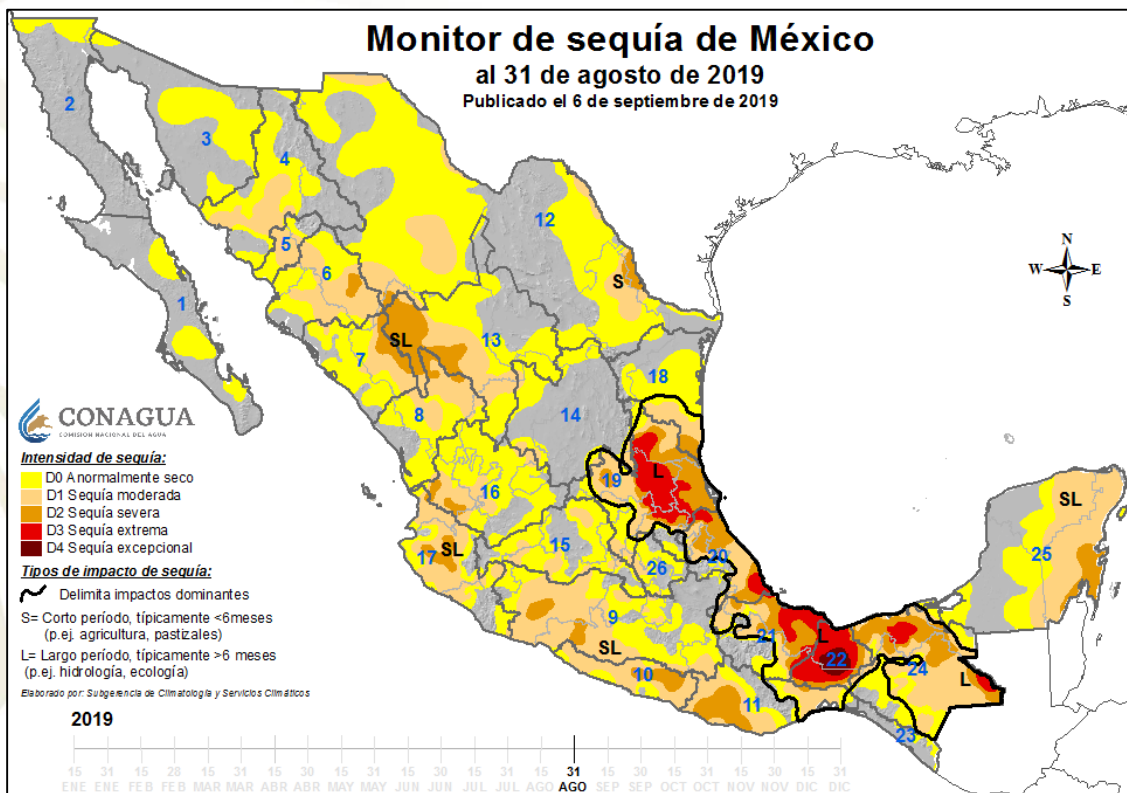 Monitor de sequía de México
al 31 de agosto de 2019
Publicado el 6 de septiembre de 2019
2
3
4
12
N
W E
S
5
6
S
1
SL
13
7
18
8
14
CONAGUA
COMISIÓN NACIONAL DEL AGUA
Intensidad de sequía:
D0 Anormalmente seco
D1 Sequía moderada
D2 Sequía severa
D3 Sequía extrema
D4 Sequía excepcional
L
19
16
SL
17
SL
15
20
25
26
Tipos de impacto de sequía:
Delimita impactos dominantes
S= Corto período, típicamente <6meses
(p.ej. agricultura, pastizales)
L= Largo período, típicamente >6 meses
(p.ej. hidrología, ecología)
Elaborado por: Subgerencia de Climatología y Servicios Climáticos
9
21
L
22
SL
24
L
10
11
23
2019
15 31 15 28 15 31 15 30 15 31 15 30 15 31 15 31 15 30 15 31 15 30 15 31
ENE ENE FEB FEB MAR MAR ABR ABR MAY MAY JUN JUN JUL JUL AGO AGO SEP SEP OCT OCT NOV NOV DIC DIC